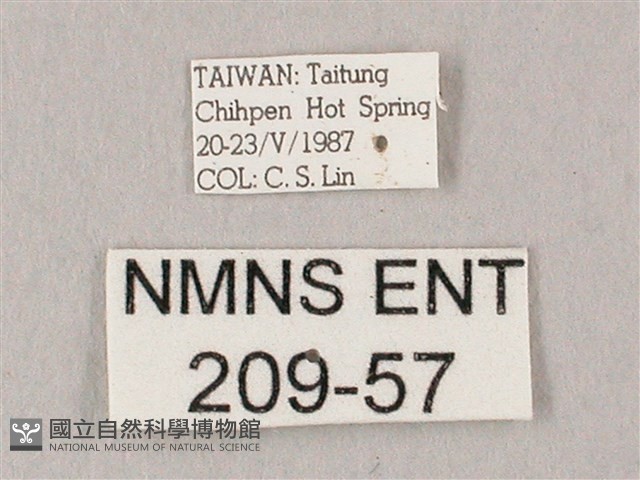 TAIWAN: Taitung
Chihpen Hot Spring
20-23/V/1987
COL: C. S. Lin
NMNS ENT
209-57
國立自然科學博物館
NATIONAL MUSEUM OF NATURAL SCIENCE